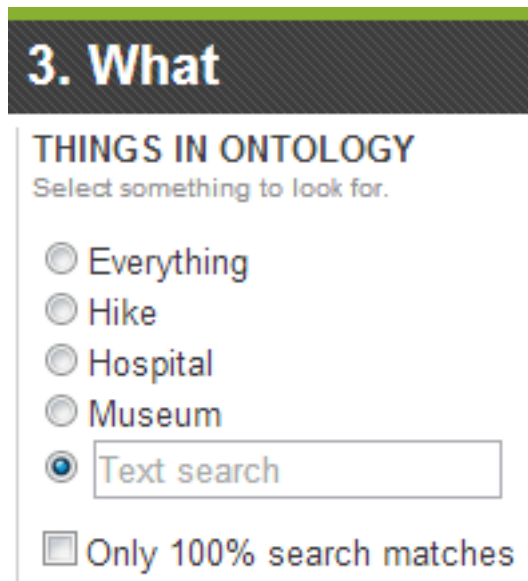 3. What
THINGS IN ONTOLOGY
Select something to look for.
Everything
Hike
Hospital
Museum
Text search
Only 100% search matches